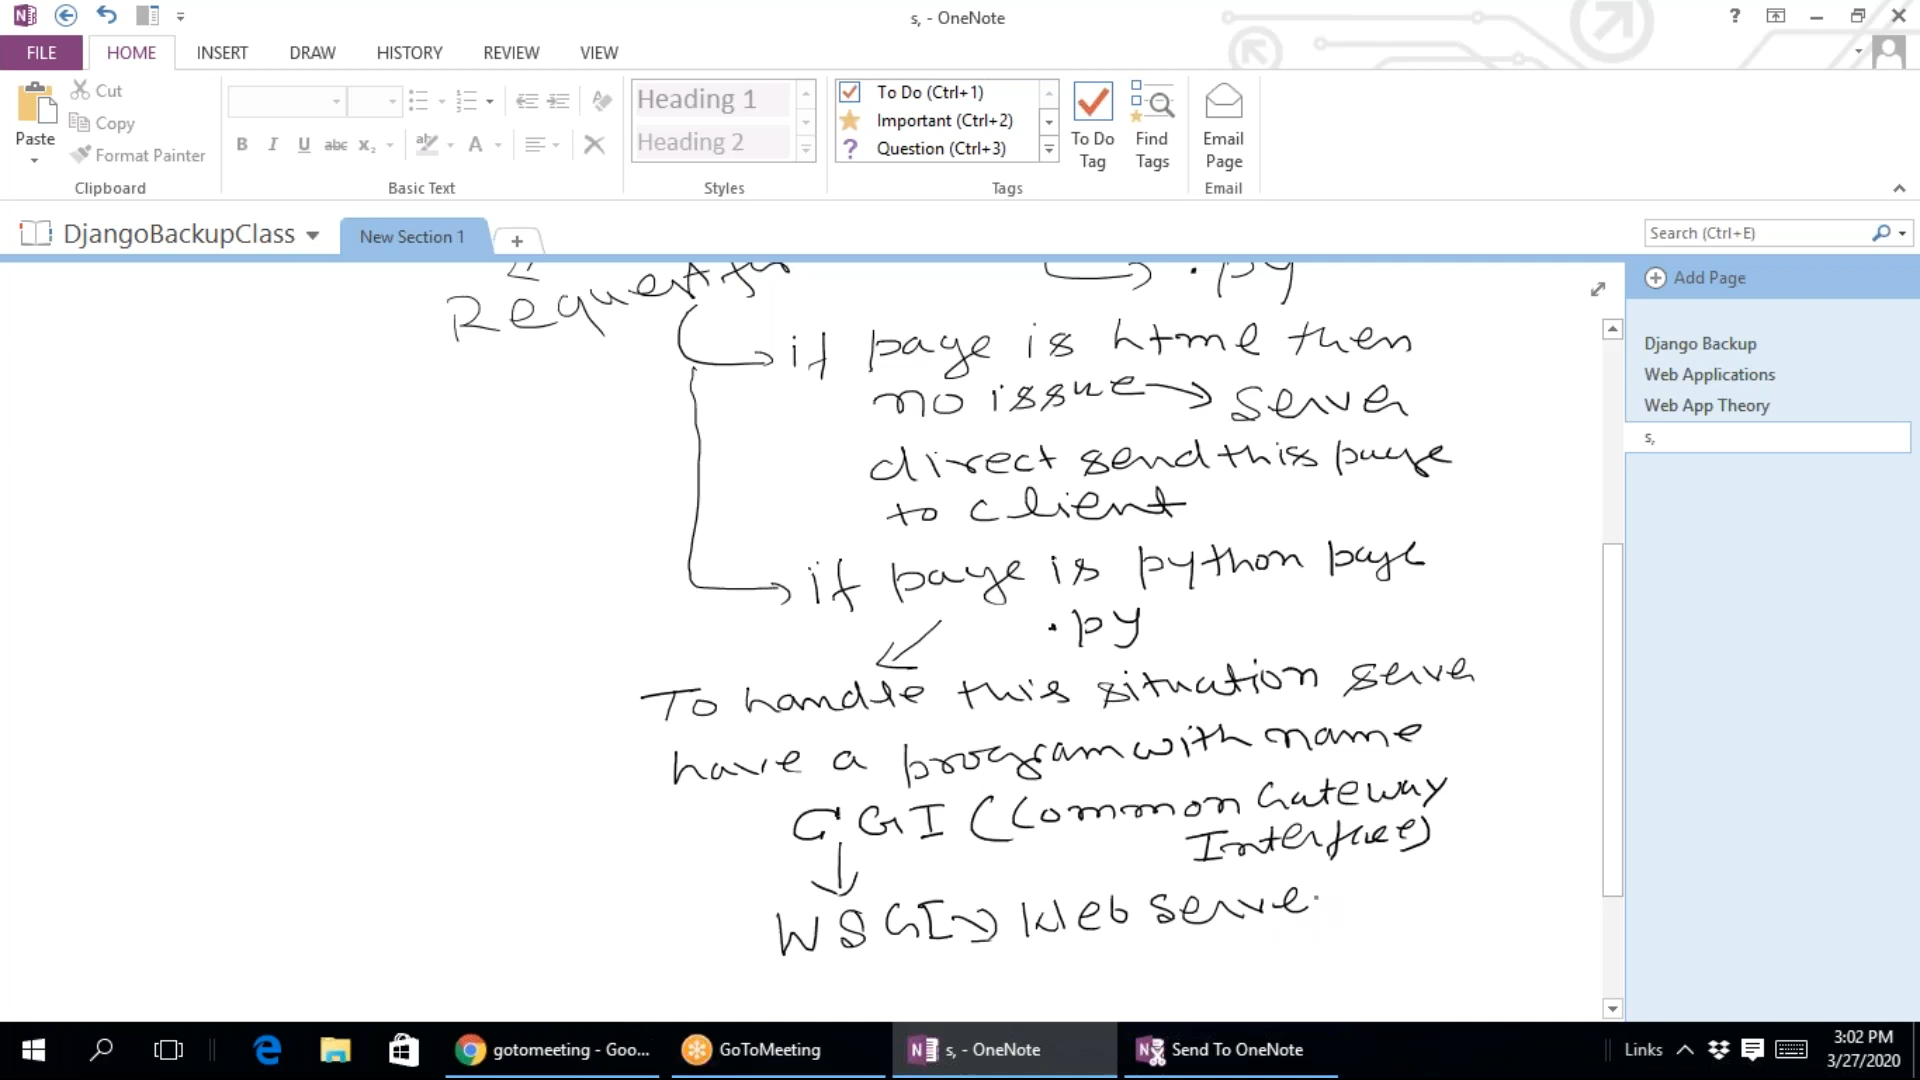 s, - OneNote
FILE HOME INSERT DRAW HISTORY REVIEW VIEW
Paste
Cut
Copy
Format Painter
Clipboard
Basic Text
Heading 1
Heading 2
Styles
To Do (Ctrl+1)
Important (Ctrl+2)
Question (Ctrl+3)
Tags
To Do Tag
Find Tags
Email Page
Email
DjangoBackupClass
New Section 1
Search (Ctrl+E)
Add Page
Django Backup
Web Applications
Web App Theory
s,
.py
Request for
if page is html then
no issue → server
direct send this page
to client
if page is python page
.py
To handle this situation server
have a program with name
CGI (Common Gateway
Interface)
WSGI → Web Serve
gotomeeting - Goo...
GoToMeeting
s, - OneNote
Send To OneNote
Links
3:02 PM
3/27/2020